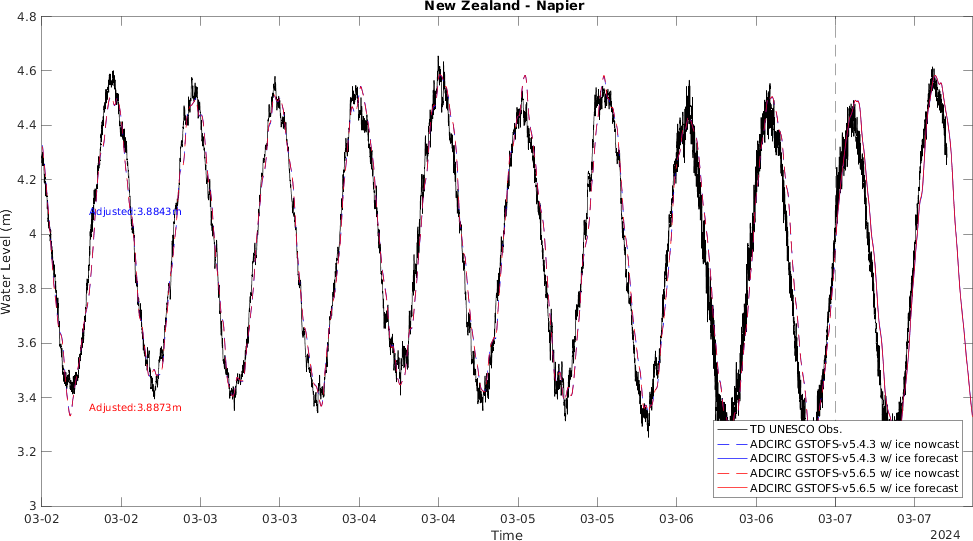 New Zealand - Napier
4.8
4.6
4.4
4.2
4
3.8
3.6
3.4
3.2
3
Water Level (m)
Adjusted:3.8843m
Adjusted:3.8873m
TD UNESCO Obs.
ADCIRC GSTOFS-v5.4.3 w/ ice nowcast
ADCIRC GSTOFS-v5.4.3 w/ ice forecast
ADCIRC GSTOFS-v5.6.5 w/ ice nowcast
ADCIRC GSTOFS-v5.6.5 w/ ice forecast
03-02 03-02 03-03 03-03 03-04 03-04 03-05 03-05 03-06 03-06 03-07 03-07
Time
2024